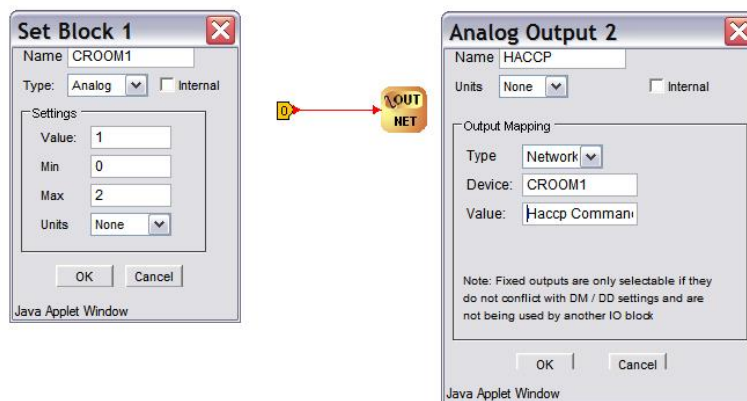 Set Block 1
Name CROOM1
Type: Analog Internal
Settings
Value: 1
Min 0
Max 2
Units None
OK Cancel
Java Applet Window
0
OUT
NET
Analog Output 2
Name HACCP
Units None Internal
Output Mapping
Type Network
Device: CROOM1
Value: Haccp Comman
Note: Fixed outputs are only selectable if they
do not conflict with DM / DD settings and are
not being used by another IO block
OK Cancel
Java Applet Window